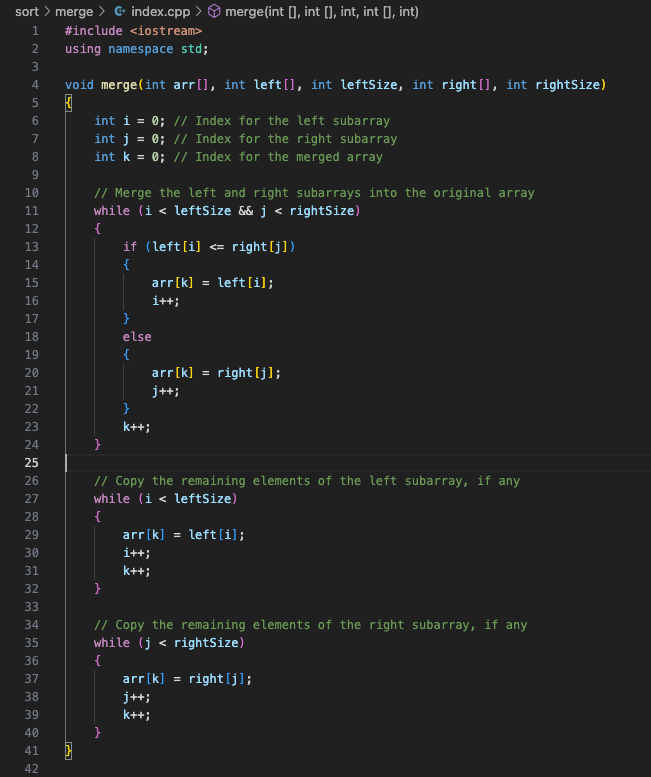 sort > merge > index.cpp > merge(int [], int [], int, int [], int)
1 #include <iostream>
2 using namespace std;
3
4 void merge(int arr[], int left[], int leftSize, int right[], int rightSize)
5 {
6     int i = 0; // Index for the left subarray
7     int j = 0; // Index for the right subarray
8     int k = 0; // Index for the merged array
9
10     // Merge the left and right subarrays into the original array
11     while (i < leftSize && j < rightSize)
12     {
13         if (left[i] <= right[j])
14         {
15             arr[k] = left[i];
16             i++;
17         }
18         else
19         {
20             arr[k] = right[j];
21             j++;
22         }
23         k++;
24     }
25
26     // Copy the remaining elements of the left subarray, if any
27     while (i < leftSize)
28     {
29         arr[k] = left[i];
30         i++;
31         k++;
32     }
33
34     // Copy the remaining elements of the right subarray, if any
35     while (j < rightSize)
36     {
37         arr[k] = right[j];
38         j++;
39         k++;
40     }
41 }
42